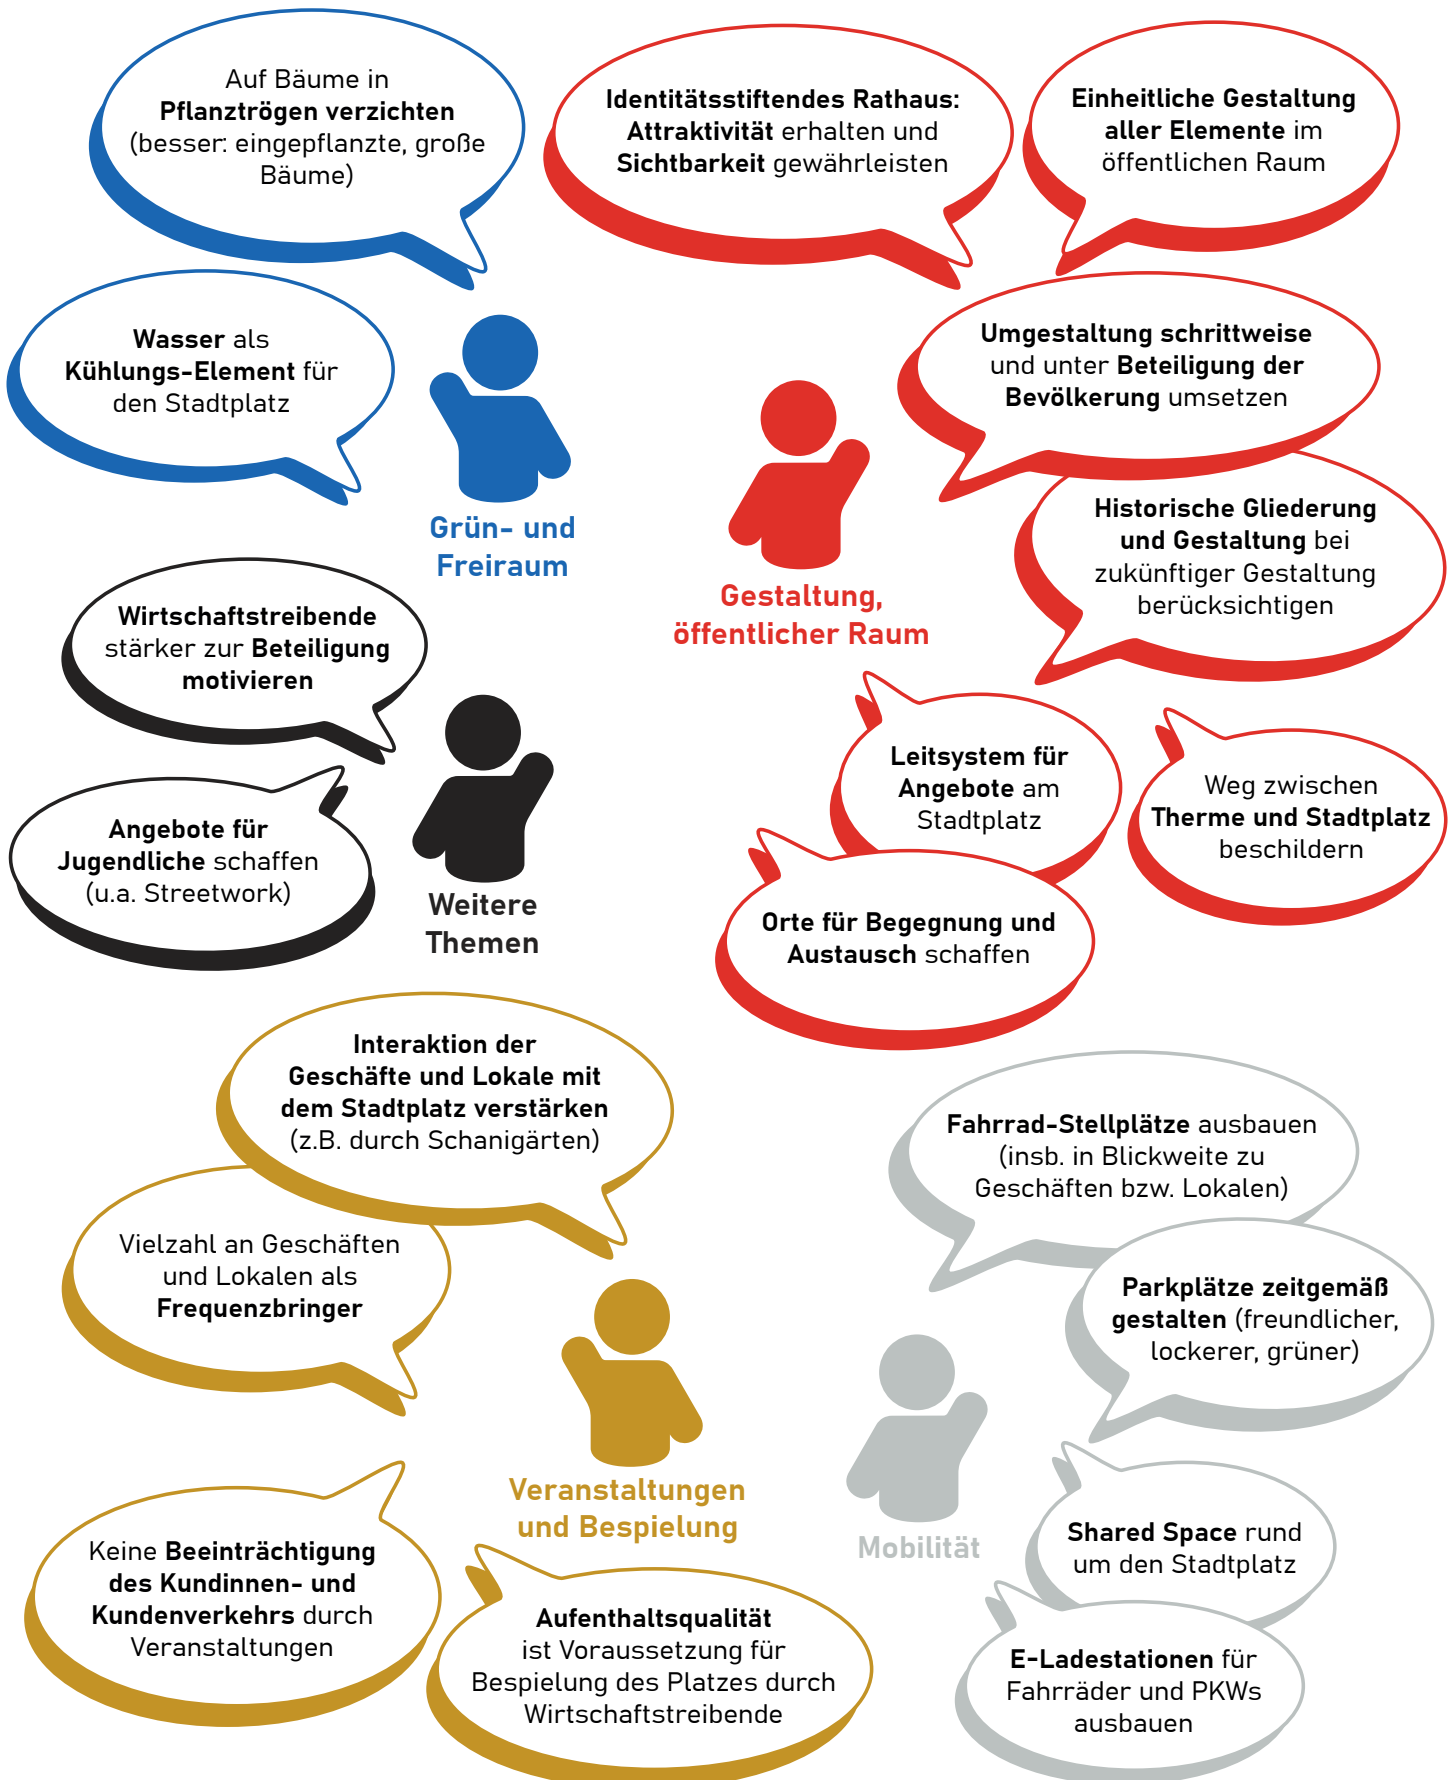 Auf Bäume in
Pflanztrögen verzichten
(besser: eingepflanzte, große
Bäume)
Wasser als
Kühlungs-Element für
den Stadtplatz
Grün- und
Freiraum
Identitätsstiftendes Rathaus:
Attraktivität erhalten und
Sichtbarkeit gewährleisten
Einheitliche Gestaltung
aller Elemente im
öffentlichen Raum
Umgestaltung schrittweise
und unter Beteiligung der
Bevölkerung umsetzen
Historische Gliederung
und Gestaltung bei
zukünftiger Gestaltung
berücksichtigen
Gestaltung,
öffentlicher Raum
Leitsystem für
Angebote am
Stadtplatz
Weg zwischen
Therme und Stadtplatz
beschildern
Orte für Begegnung und
Austausch schaffen
Wirtschaftstreibende
stärker zur Beteiligung
motivieren
Angebote für
Jugendliche schaffen
(u.a. Streetwork)
Weitere
Themen
Interaktion der
Geschäfte und Lokale mit
dem Stadtplatz verstärken
(z.B. durch Schanigärten)
Vielzahl an Geschäften
und Lokalen als
Frequenzbringer
Veranstaltungen
und Bespielung
Keine Beeinträchtigung
des Kundinnen- und
Kundenverkehrs durch
Veranstaltungen
Aufenthaltsqualität
ist Voraussetzung für
Bespielung des Platzes durch
Wirtschaftstreibende
Fahrrad-Stellplätze ausbauen
(insb. in Blickweite zu
Geschäften bzw. Lokalen)
Parkplätze zeitgemäß
gestalten (freundlicher,
lockerer, grüner)
Mobilität
Shared Space rund
um den Stadtplatz
E-Ladestationen für
Fahrräder und PKWs
ausbauen